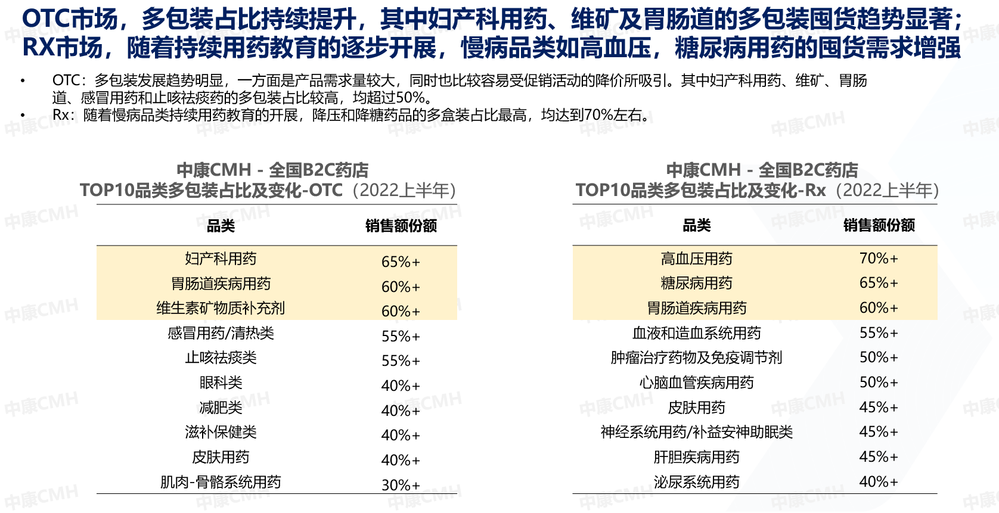 OTC市场，多包装占比持续提升，其中妇产科用药、维矿及胃肠道的多包装囤货趋势显著；
RX市场，随着持续用药教育的逐步开展，慢病品类如高血压，糖尿病用药的囤货需求增强
• OTC：多包装发展趋势明显，一方面是产品需求量较大，同时也比较容易受促销活动的降价所吸引。其中妇产科用药、维矿、胃肠
道、感冒用药和止咳祛痰药的多包装占比较高，均超过50%。
• Rx：随着慢病品类持续用药教育的开展，降压和降糖药品的多盒装占比最高，均达到70%左右。
中康CMH - 全国B2C药店
TOP10品类多包装占比及变化-OTC（2022上半年）
品类 销售额份额
妇产科用药 65%+
胃肠道疾病用药 60%+
维生素矿物质补充剂 60%+
感冒用药/清热类 55%+
止咳祛痰类 55%+
眼科类 40%+
减肥类 40%+
滋补保健类 40%+
皮肤用药 40%+
肌肉-骨骼系统用药 30%+
中康CMH - 全国B2C药店
TOP10品类多包装占比及变化-Rx（2022上半年）
品类 销售额份额
高血压用药 70%+
糖尿病用药 65%+
胃肠道疾病用药 60%+
血液和造血系统用药 55%+
肿瘤治疗药物及免疫调节剂 50%+
心脑血管疾病用药 50%+
皮肤用药 45%+
神经系统用药/补益安神助眠类 45%+
肝胆疾病用药 45%+
泌尿系统用药 40%+
中康CMH